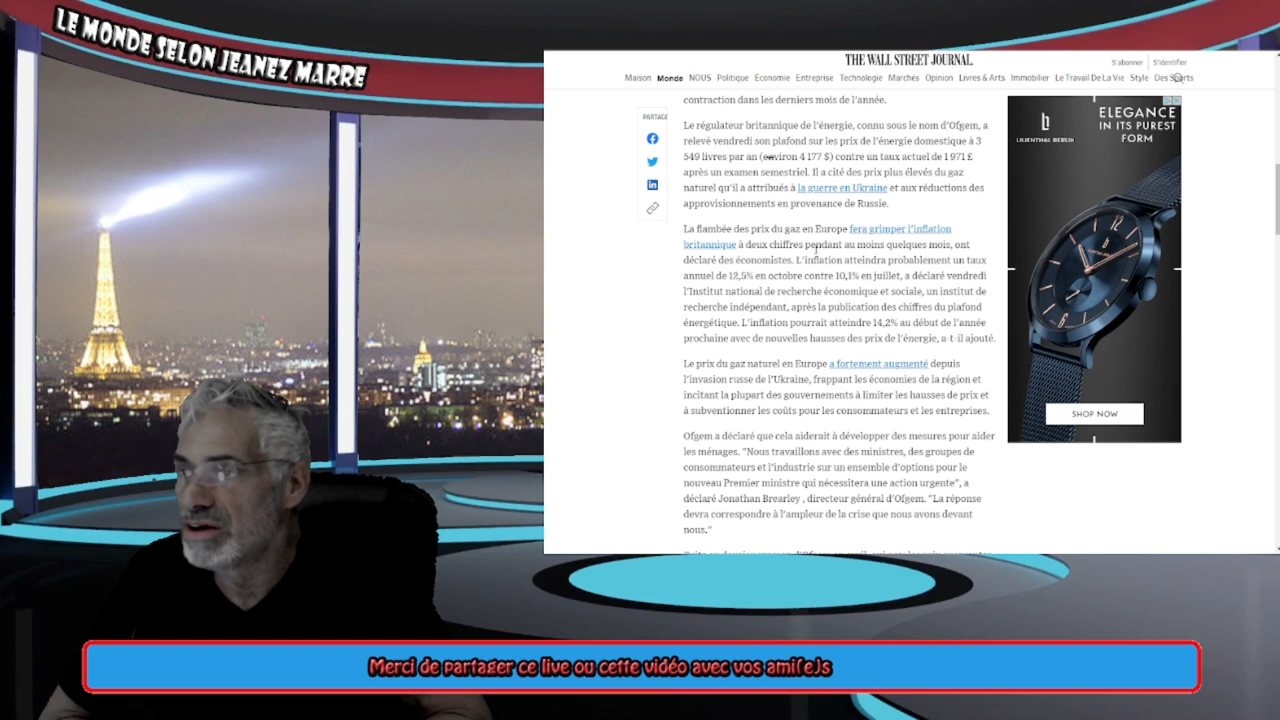 LE MONDE SELON JEANEZ MARRE
THE WALL STREET JOURNAL.
S'abonner
S'identifier
Maison Monde NOUS Politique Économie Entreprise Technologie Marchés Opinion Livres & Arts Immobilier Le Travail De La Vie Style Des Sports
PARTAGE
contraction dans les derniers mois de l'année.
Le régulateur britannique de l'énergie, connu sous le nom d'Ofgem, a
relevé vendredi son plafond sur les prix de l'énergie domestique à 3
549 livres par an (environ 4 177 $) contre un taux actuel de 1 971 £
après un examen semestriel. Il a cité des prix plus élevés du gaz
naturel qu'il a attribués à la guerre en Ukraine et aux réductions des
approvisionnements en provenance de Russie.
La flambée des prix du gaz en Europe fera grimper l'inflation
britannique à deux chiffres pendant au moins quelques mois, ont
déclaré des économistes. L'inflation atteindra probablement un taux
annuel de 12,5% en octobre contre 10,1% en juillet, a déclaré vendredi
l'Institut national de recherche économique et sociale, un institut de
recherche indépendant, après la publication des chiffres du plafond
énergétique. L'inflation pourrait atteindre 14,2% au début de l'année
prochaine avec de nouvelles hausses des prix de l'énergie, a-t-il ajouté.
Le prix du gaz naturel en Europe a fortement augmenté depuis
l'invasion russe de l'Ukraine, frappant les économies de la région et
incitant la plupart des gouvernements à limiter les hausses de prix et
à subventionner les coûts pour les consommateurs et les entreprises.
Ofgem a déclaré que cela aiderait à développer des mesures pour aider
les ménages. "Nous travaillons avec des ministres, des groupes de
consommateurs et l'industrie sur un ensemble d'options pour le
nouveau Premier ministre qui nécessitera une action urgente", a
déclaré Jonathan Brearley , directeur général d'Ofgem. "La réponse
devra correspondre à l'ampleur de la crise que nous avons devant
nous."
LILIENTHAL BERLIN
ELEGANCE
IN ITS PUREST
FORM
SHOP NOW
Merci de partager ce live ou cette vidéo avec vos ami(e)s